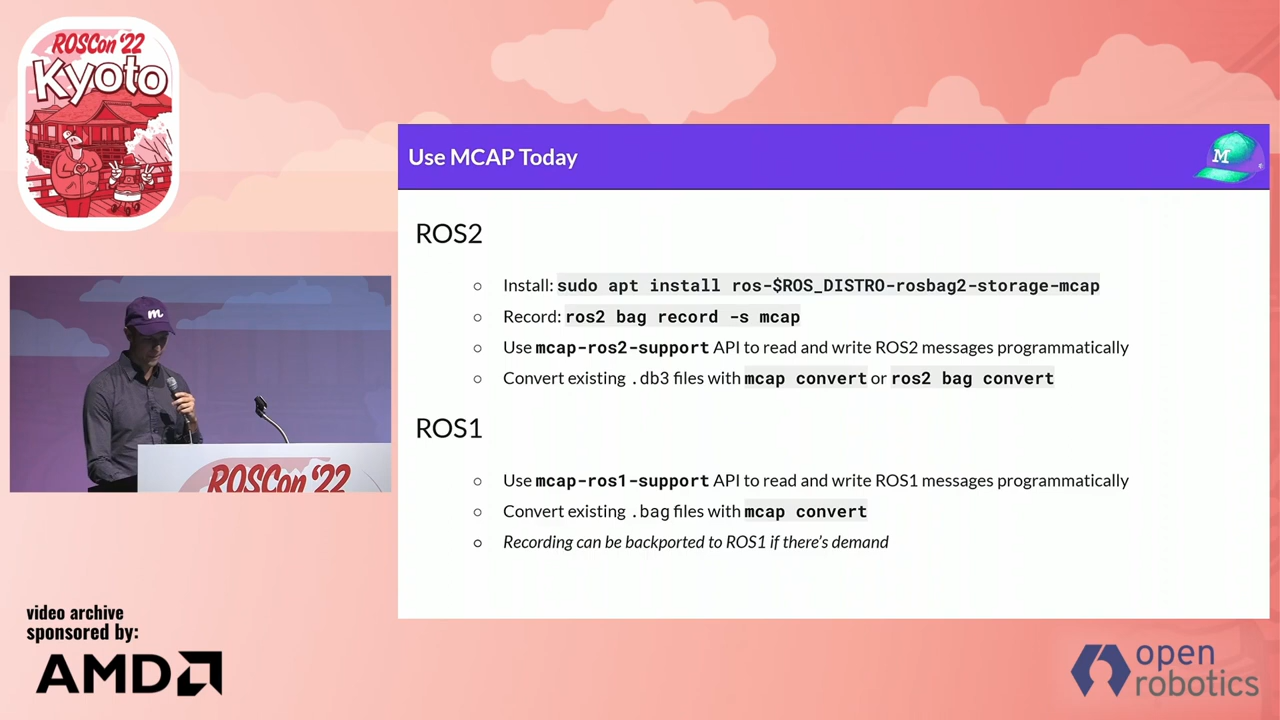 ROSCon '22
Kyoto
Use MCAP Today
M
ROS2
Install: sudo apt install ros-$ROS_DISTRO-rosbag2-storage-mcap
Record: ros2 bag record -s mcap
Use mcap-ros2-support API to read and write ROS2 messages programmatically
Convert existing .db3 files with mcap convert or ros2 bag convert
ROS1
Use mcap-ros1-support API to read and write ROS1 messages programmatically
Convert existing .bag files with mcap convert
Recording can be backported to ROS1 if there's demand
m
ROSCon '22
video archive
sponsored by:
AMD
open
robotics